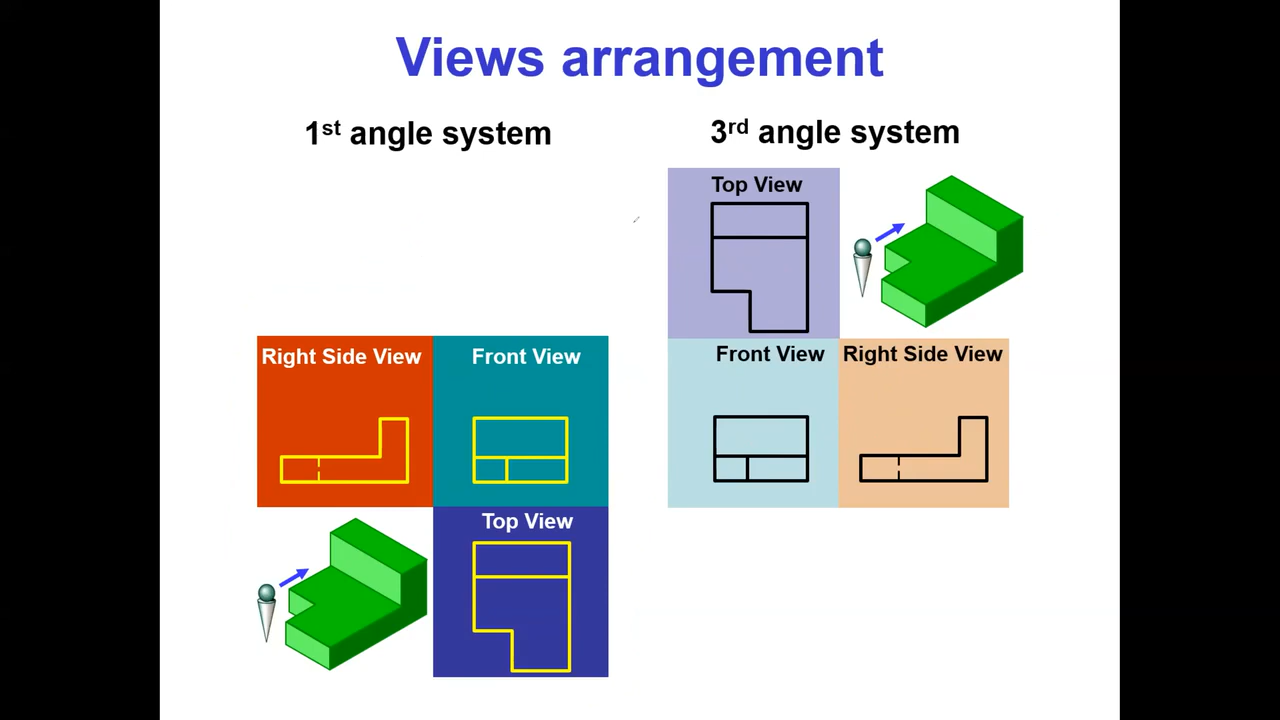 Views arrangement
1st angle system
3rd angle system
Top View
Right Side View
Front View
Front View
Right Side View
Top View